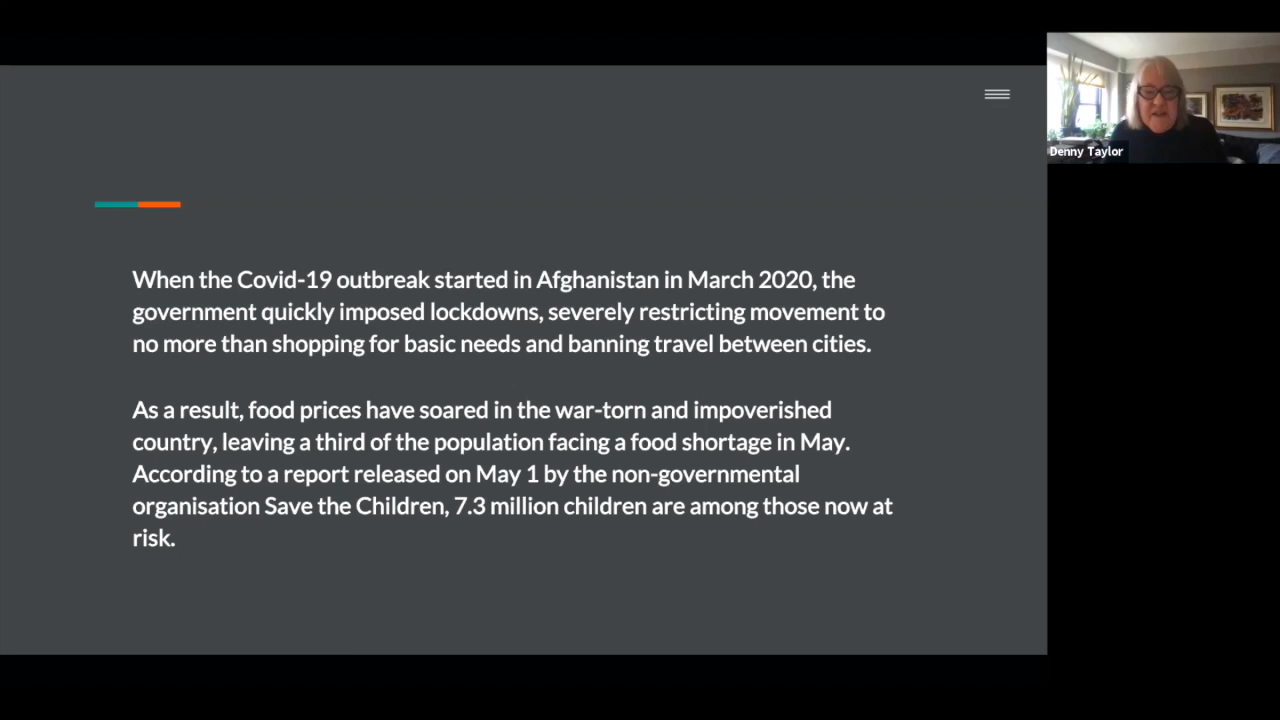 Denny Taylor
When the Covid-19 outbreak started in Afghanistan in March 2020, the
government quickly imposed lockdowns, severely restricting movement to
no more than shopping for basic needs and banning travel between cities.
As a result, food prices have soared in the war-torn and impoverished
country, leaving a third of the population facing a food shortage in May.
According to a report released on May 1 by the non-governmental
organisation Save the Children, 7.3 million children are among those now at
risk.